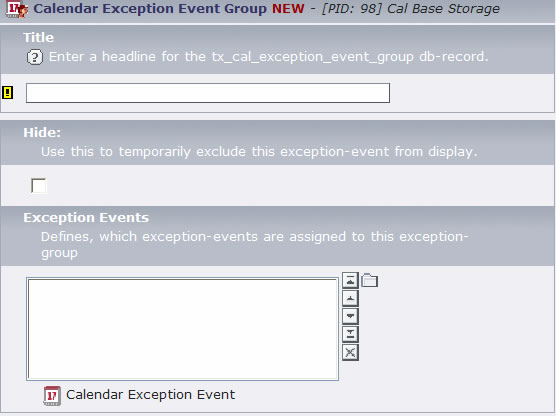 Calendar Exception Event Group NEW - [PID: 98] Cal Base Storage
Title
Enter a headline for the tx_cal_exception_event_group db-record.
Hide:
Use this to temporarily exclude this exception-event from display.
Exception Events
Defines, which exception-events are assigned to this exception-
group
Calendar Exception Event